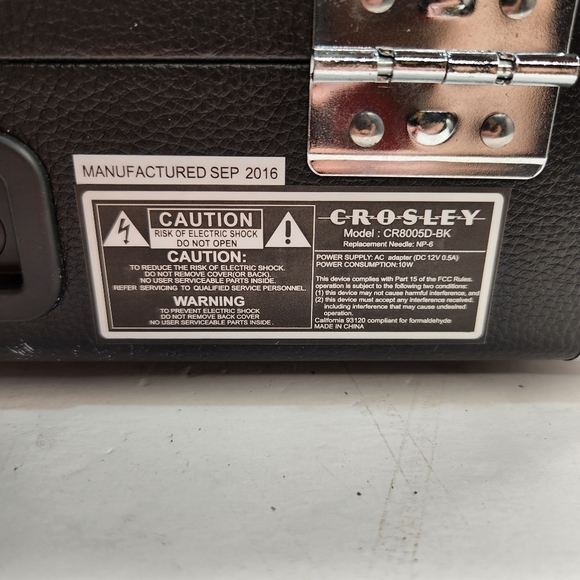 MANUFACTURED SEP 2016
CAUTION
RISK OF ELECTRIC SHOCK
DO NOT OPEN
CAUTION:
TO REDUCE THE RISK OF ELECTRIC SHOCK.
DO NOT REMOVE COVER(OR BACK).
NO USER SERVICEABLE PARTS INSIDE.
REFER SERVICING TO QUALIFIED SERVICE PERSONNEL.
WARNING
TO PREVENT ELECTRIC SHOCK
DO NOT REMOVE BACK COVER
NO USER SERVICEABLE PARTS INSIDE.
CROSLEY
Model : CR8005D-BK
Replacement Needle: NP-6
POWER SUPPLY: AC adapter (DC 12V 0.5A)
POWER CONSUMPTION:10W
This device complies with Part 15 of the FCC Rules.
operation is subject to the following two conditions:
(1) this device may not cause harmful interference, and
(2) this device must accept any interference received.
including interference that may cause undesired
operation.
California 93120 compliant for formaldehyde
MADE IN CHINA